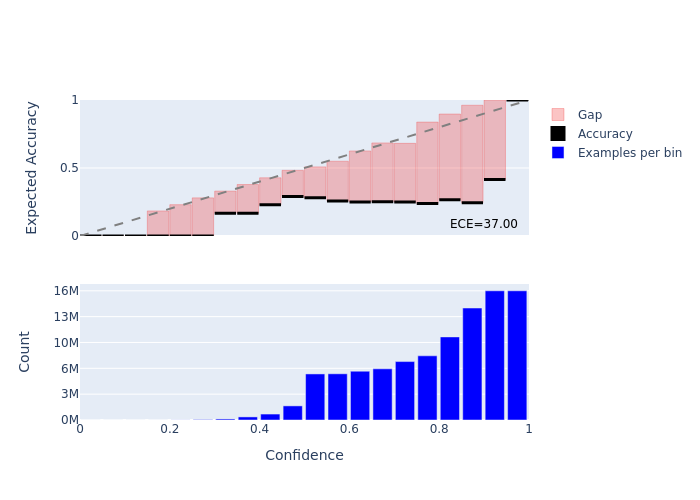 Expected Accuracy
1
0.5
0
ECE=37.00
Gap
Accuracy
Examples per bin
Count
16M
13M
10M
6M
3M
0M
0
0.2
0.4
0.6
0.8
1
Confidence